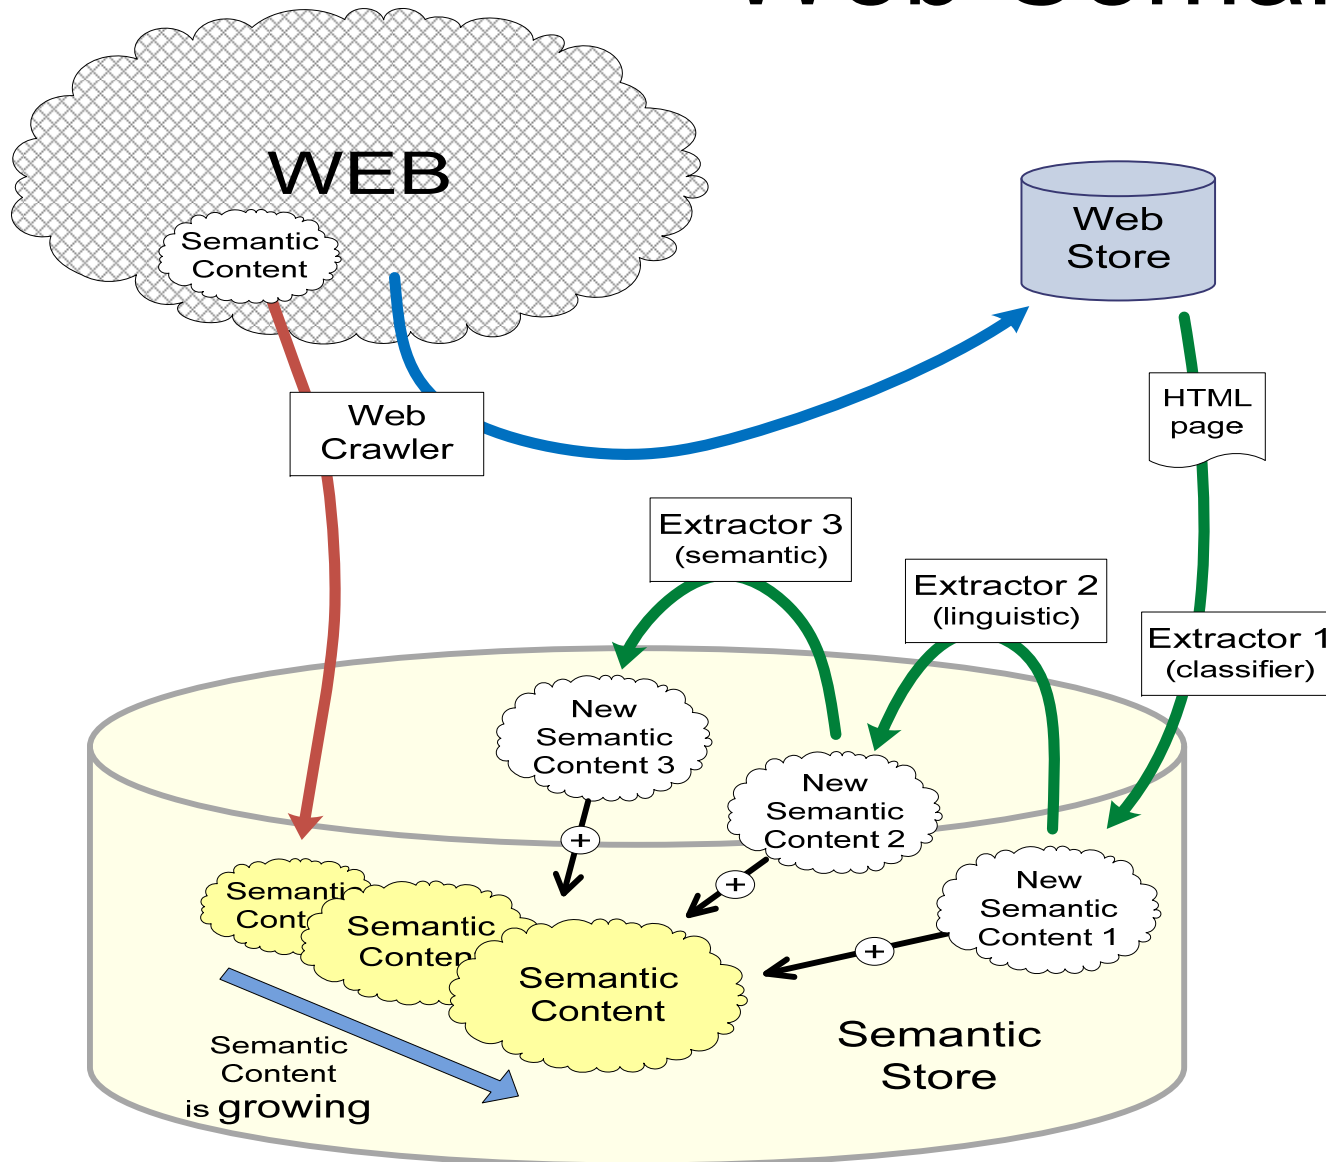 WEB
Semantic
Content
Web
Store
Web
Crawler
HTML
page
Extractor 3
(semantic)
Extractor 2
(linguistic)
Extractor 1
(classifier)
New
Semantic
Content 3
New
Semantic
Content 2
New
Semantic
Content 1
Semantic
Content
Semantic
Store
Semantic
Content
is growing